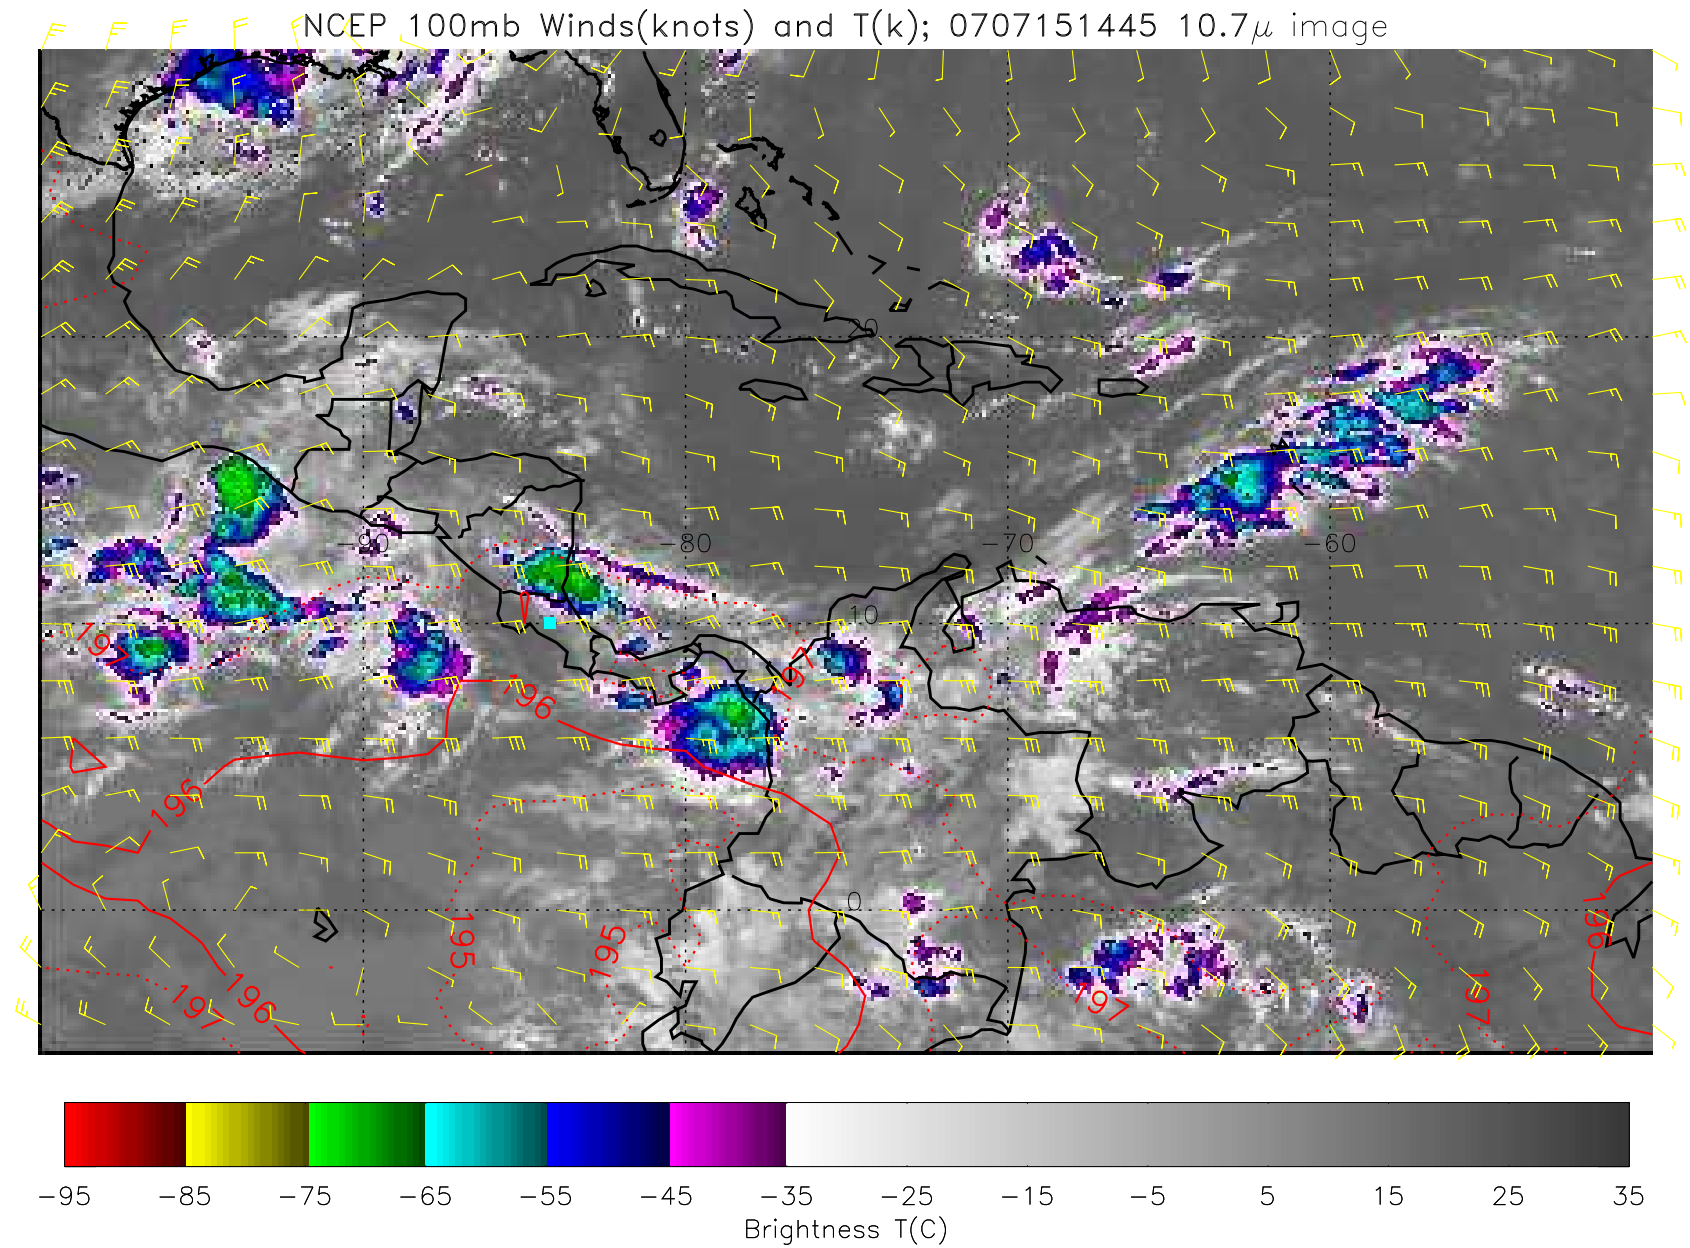 NCEP 100mb Winds(knots) and T(k); 0707151445 10.7μ image
20
-90 -80 -70 -60
10
197 197
196
196
0
195 195 196
197 196 197 197
-95 -85 -75 -65 -55 -45 -35 -25 -15 -5 5 15 25 35
Brightness T(C)